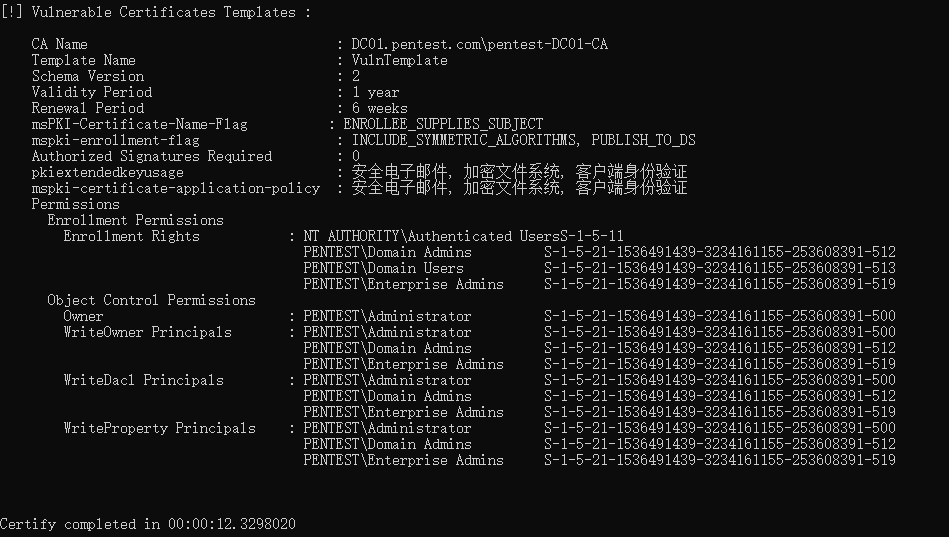 [!] Vulnerable Certificates Templates :
CA Name : DC01.pentest.com\pentest-DC01-CA
Template Name : VulnTemplate
Schema Version : 2
Validity Period : 1 year
Renewal Period : 6 weeks
msPKI-Certificate-Name-Flag : ENROLLEE_SUPPLIES_SUBJECT
mspki-enrollment-flag : INCLUDE_SYMMETRIC_ALGORITHMS, PUBLISH_TO_DS
Authorized Signatures Required : 0
pkiextendedkeyusage : 安全电子邮件, 加密文件系统, 客户端身份验证
mspki-certificate-application-policy : 安全电子邮件, 加密文件系统, 客户端身份验证
Permissions
Enrollment Permissions
Enrollment Rights : NT AUTHORITY\Authenticated UsersS-1-5-11
PENTEST\Domain Admins S-1-5-21-1536491439-3234161155-253608391-512
PENTEST\Domain Users S-1-5-21-1536491439-3234161155-253608391-513
PENTEST\Enterprise Admins S-1-5-21-1536491439-3234161155-253608391-519
Object Control Permissions
Owner : PENTEST\Administrator S-1-5-21-1536491439-3234161155-253608391-500
WriteOwner Principals : PENTEST\Administrator S-1-5-21-1536491439-3234161155-253608391-500
PENTEST\Domain Admins S-1-5-21-1536491439-3234161155-253608391-512
PENTEST\Enterprise Admins S-1-5-21-1536491439-3234161155-253608391-519
WriteDacl Principals : PENTEST\Administrator S-1-5-21-1536491439-3234161155-253608391-500
PENTEST\Domain Admins S-1-5-21-1536491439-3234161155-253608391-512
PENTEST\Enterprise Admins S-1-5-21-1536491439-3234161155-253608391-519
WriteProperty Principals : PENTEST\Administrator S-1-5-21-1536491439-3234161155-253608391-500
PENTEST\Domain Admins S-1-5-21-1536491439-3234161155-253608391-512
PENTEST\Enterprise Admins S-1-5-21-1536491439-3234161155-253608391-519
Certify completed in 00:00:12.3298020